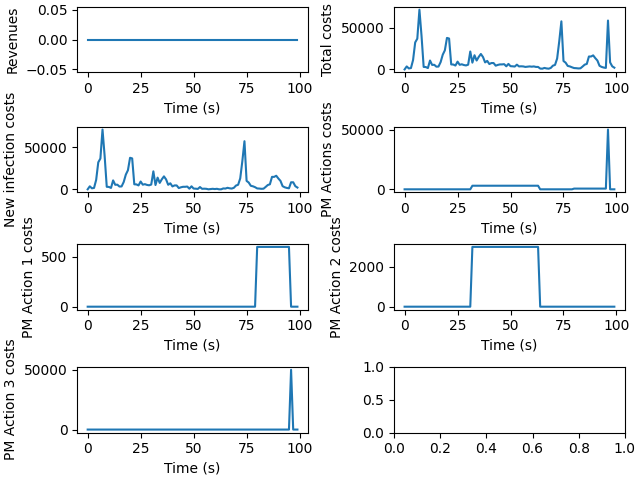 Revenues
0.05
0.00
−0.05
0 25 50 75 100
Time (s)
Total costs
50000
0
0 25 50 75 100
Time (s)
New infection costs
50000
0
0 25 50 75 100
Time (s)
PM Actions costs
50000
0
0 25 50 75 100
Time (s)
PM Action 1 costs
500
0
0 25 50 75 100
Time (s)
PM Action 2 costs
2000
0
0 25 50 75 100
Time (s)
PM Action 3 costs
50000
0
0 25 50 75 100
Time (s)
1.0
0.5
0.0
0.0 0.2 0.4 0.6 0.8 1.0